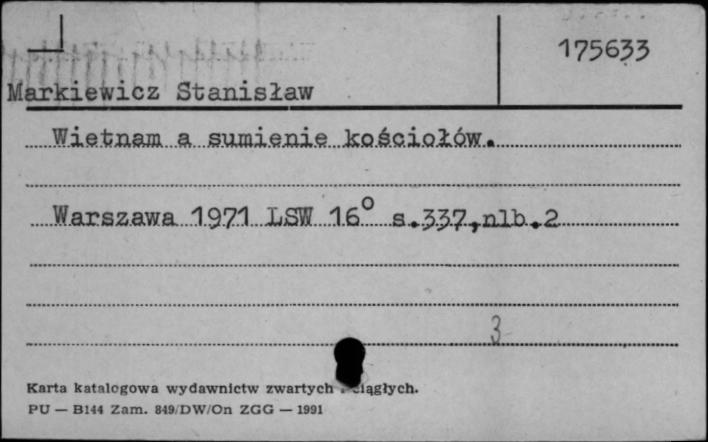 175633
Markiewicz Stanisław
Wietnam a sumienie kościołów.
Warszawa 1971 LSW 16° s.337,nlb.2
3
Karta katalogowa wydawnictw zwartych ciągłych.
PU — B144 Zam. 849/DW/On ZGG — 1991